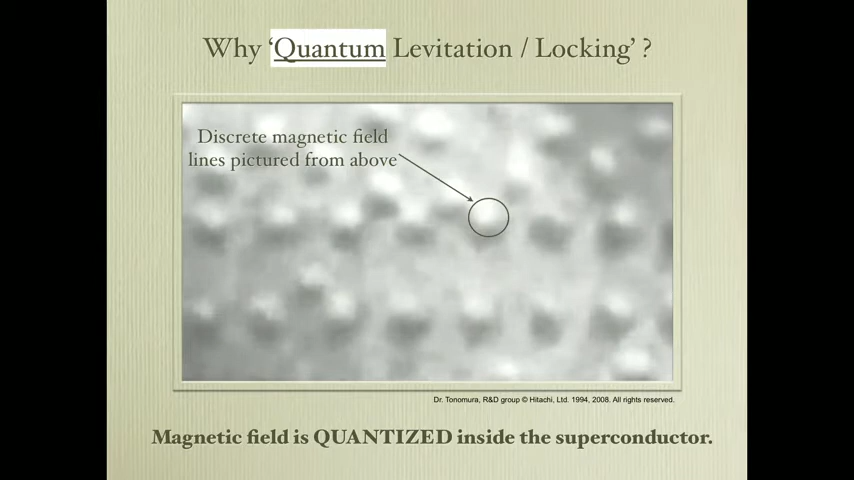 Why ‘Quantum Levitation / Locking’ ?
Discrete magnetic field
lines pictured from above
Dr. Tonomura, R&D group © Hitachi, Ltd. 1994, 2008. All rights reserved.
Magnetic field is QUANTIZED inside the superconductor.